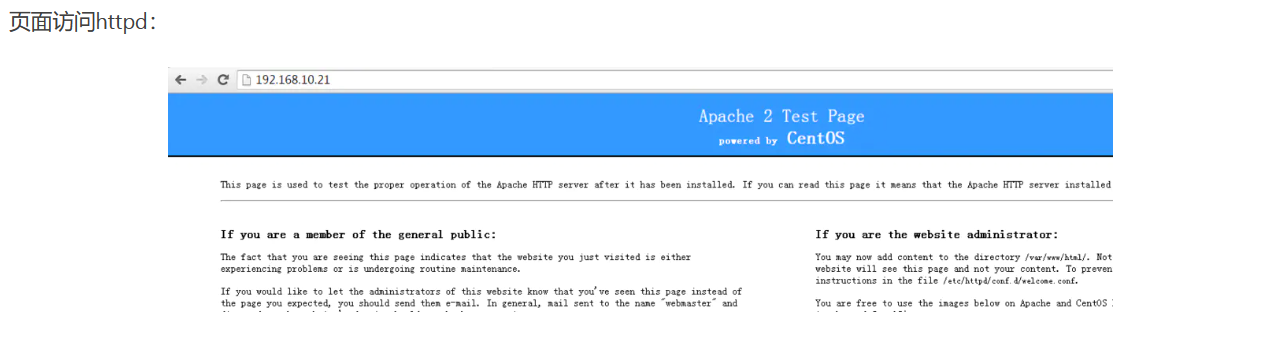 页面访问httpd：
192.168.10.21
Apache 2 Test Page
powered by CentOS
This page is used to test the proper operation of the Apache HTTP server after it has been installed. If you can read this page it means that the Apache HTTP server installed
If you are a member of the general public:
The fact that you are seeing this page indicates that the website you just visited is either
experiencing problems or is undergoing routine maintenance.
If you would like to let the administrators of this website know that you've seen this page instead of
the page you expected, you should send them e-mail. In general, mail sent to the name "webmaster" and
If you are the website administrator:
You may now add content to the directory /var/www/html/. Not
website will see this page and not your content. To preven
instructions in the file /etc/httpd/conf.d/welcome.conf.
You are free to use the images below on Apache and CentOS